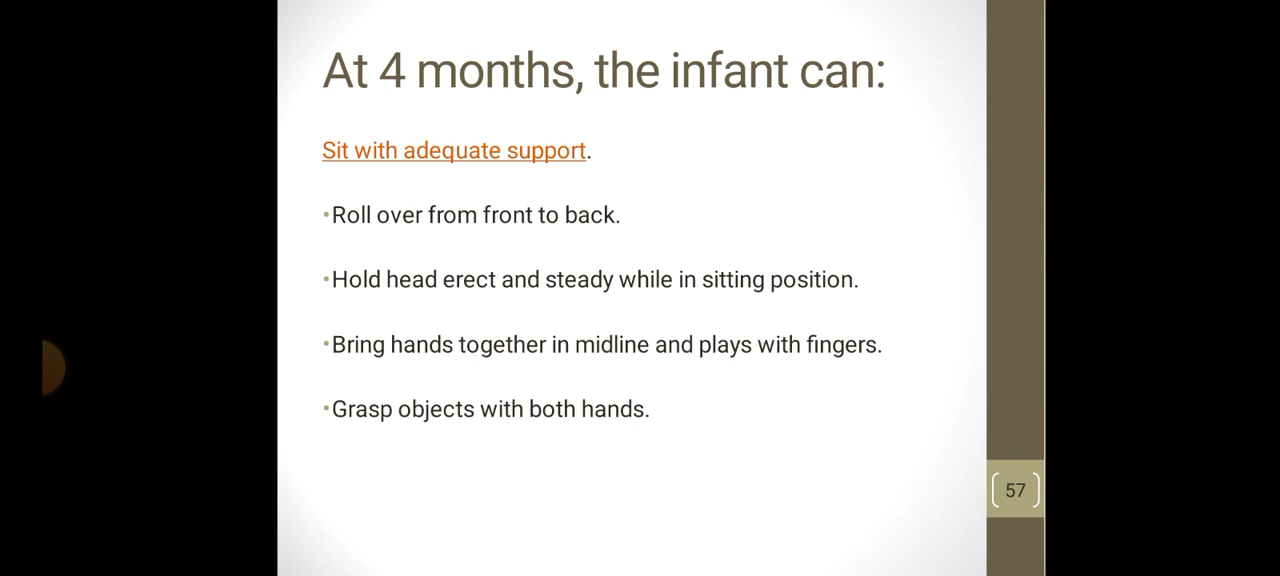 At 4 months, the infant can:
Sit with adequate support.
•Roll over from front to back.
•Hold head erect and steady while in sitting position.
•Bring hands together in midline and plays with fingers.
•Grasp objects with both hands.
57